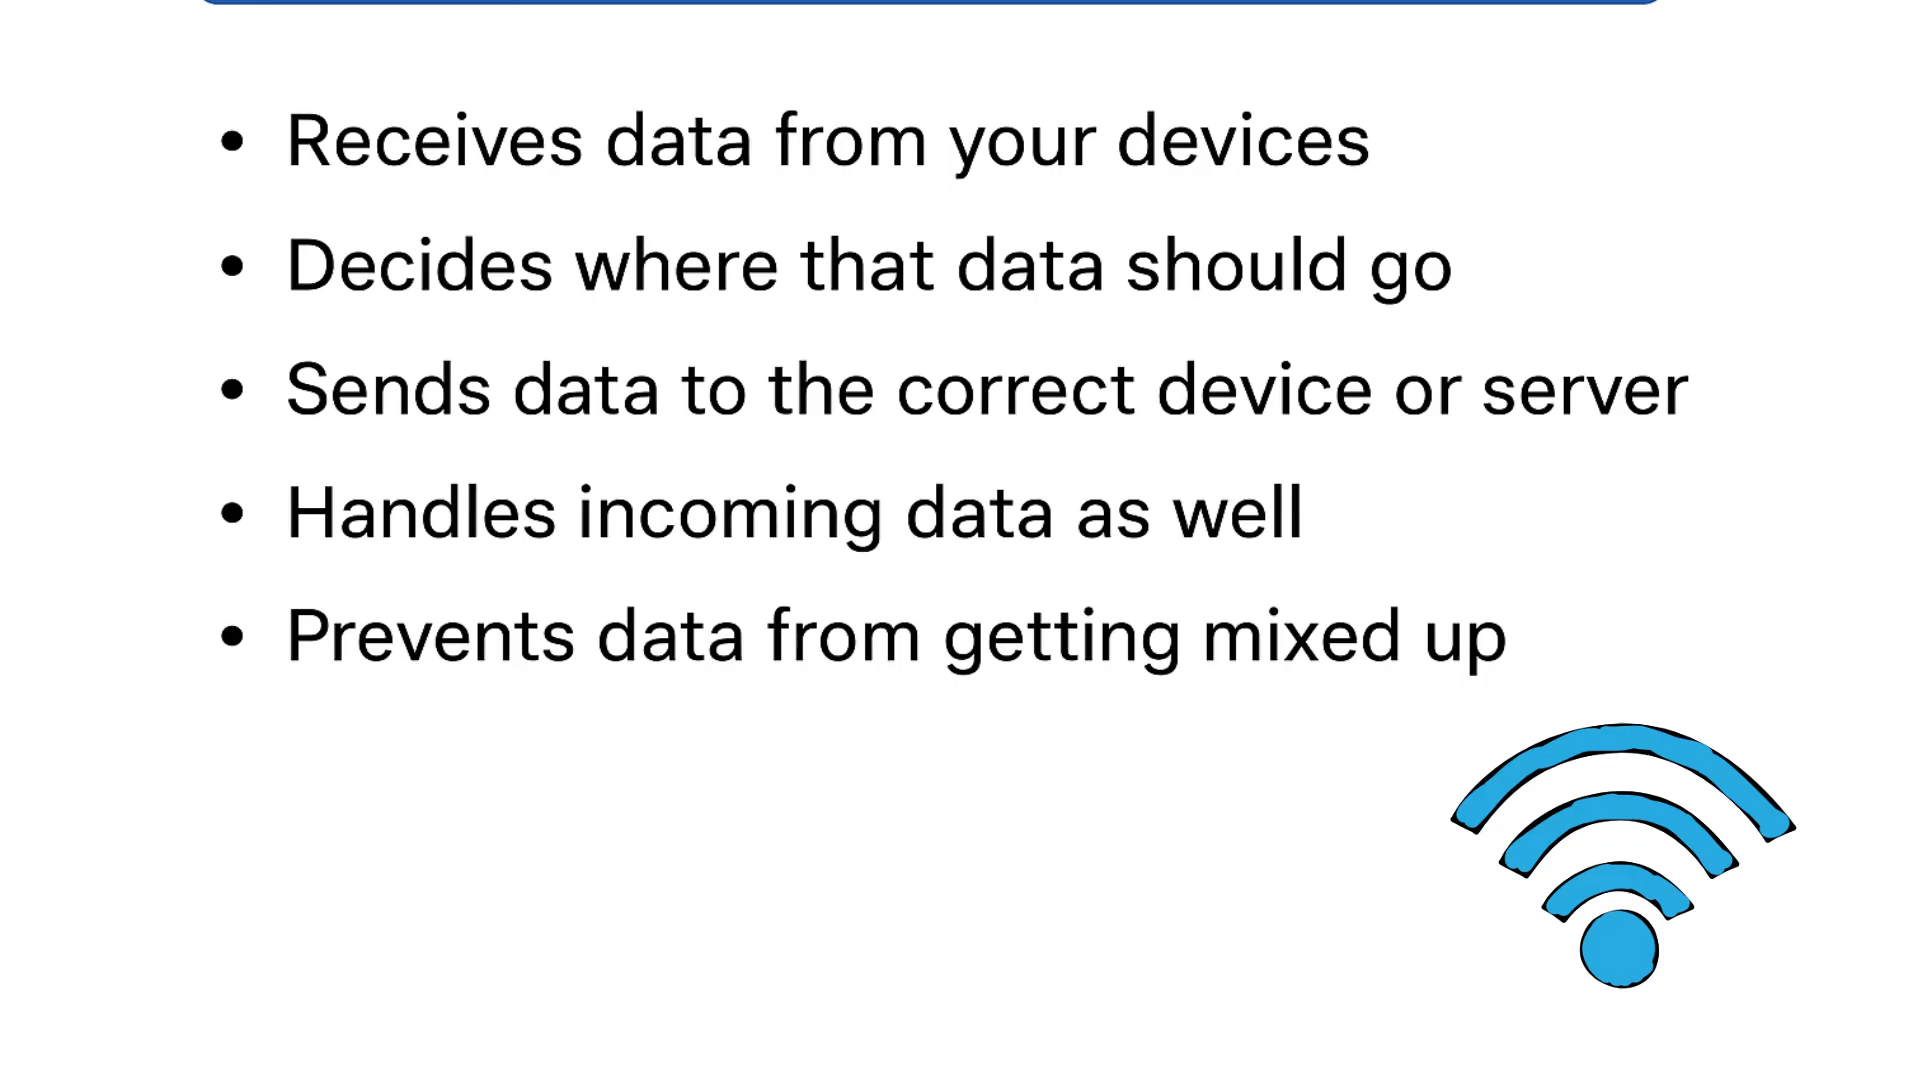 • Receives data from your devices
• Decides where that data should go
• Sends data to the correct device or server
• Handles incoming data as well
• Prevents data from getting mixed up